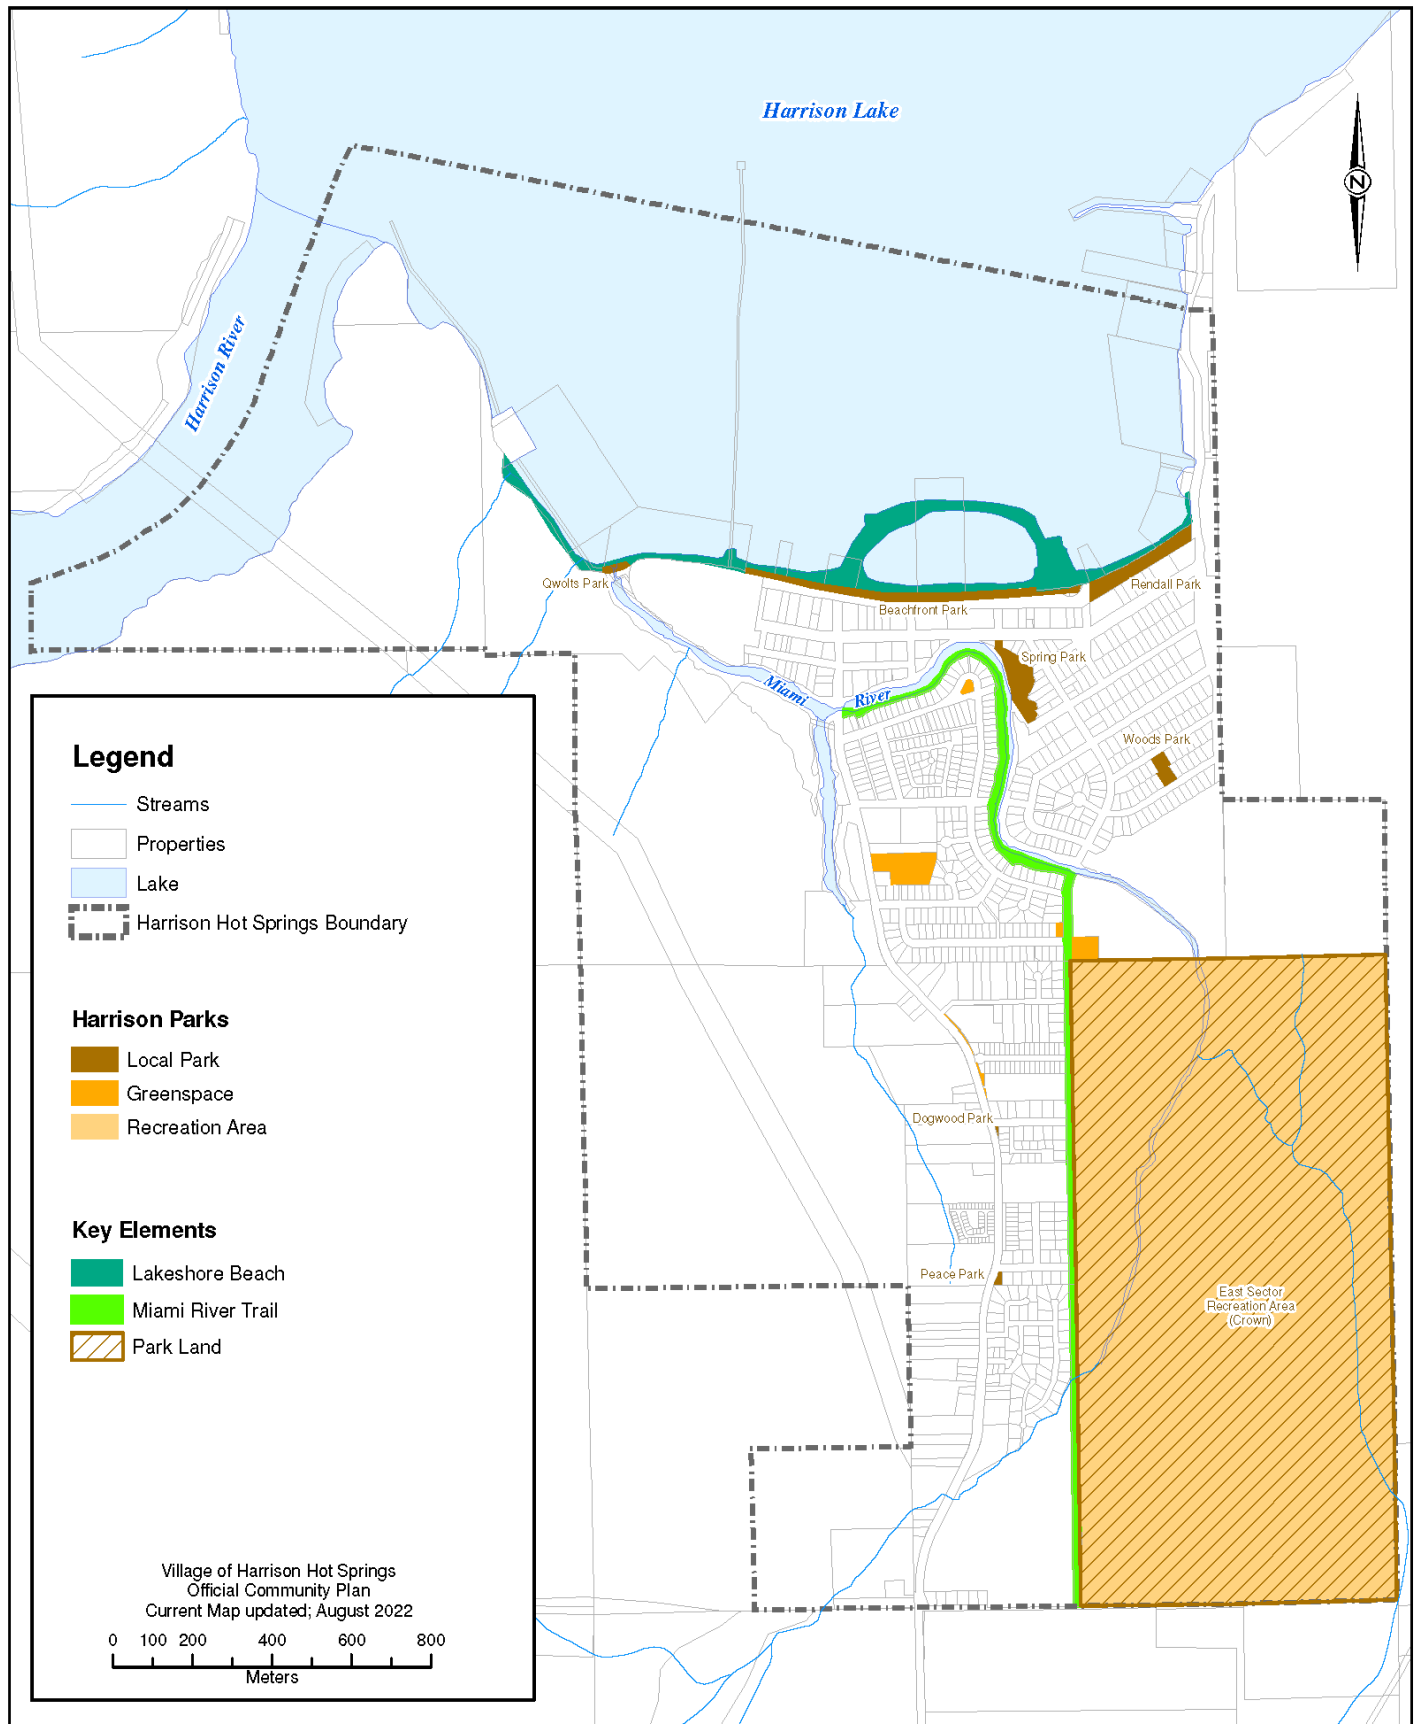 Harrison Lake
N
Harrison River
Qwolts Park
Rendall Park
Beachfront Park
Spring Park
Miami
River
Woods Park
Legend
Streams
Properties
Lake
Harrison Hot Springs Boundary
Harrison Parks
Local Park
Greenspace
Recreation Area
Dogwood Park
Key Elements
Lakeshore Beach
Miami River Trail
Park Land
Peace Park
East Sector
Recreation Area
(Crown)
Village of Harrison Hot Springs
Official Community Plan
Current Map updated; August 2022
0 100 200 400 600 800
Meters